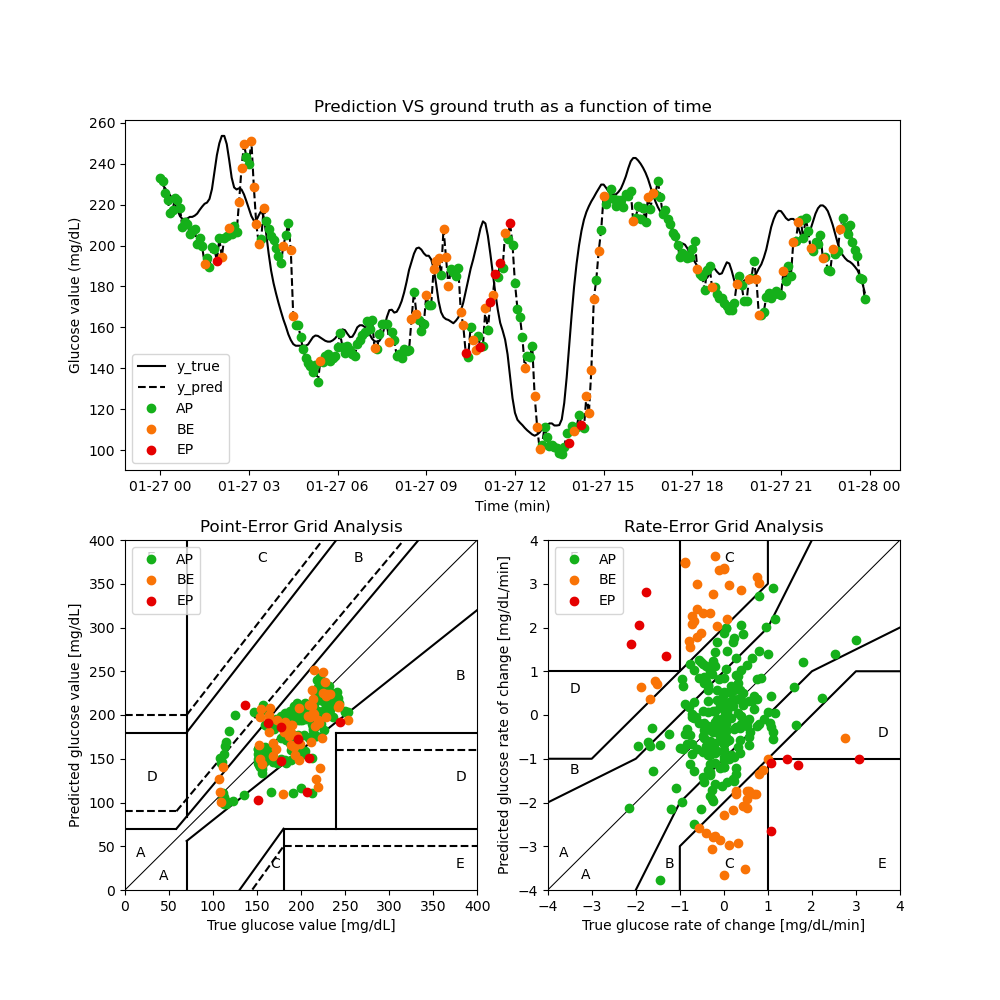 Prediction VS ground truth as a function of time
Glucose value (mg/dL)
260
240
220
200
180
160
140
120
100
y_true
y_pred
AP
BE
EP
01-27 00 01-27 03 01-27 06 01-27 09 01-27 12 01-27 15 01-27 18 01-27 21 01-28 00
Time (min)
Point-Error Grid Analysis
Predicted glucose value [mg/dL]
400
350
300
250
200
150
100
50
0
AP
BE
EP
C
B
B
D
D
A
A
C
E
0 50 100 150 200 250 300 350 400
True glucose value [mg/dL]
Rate-Error Grid Analysis
Predicted glucose rate of change [mg/dL/min]
4
3
2
1
0
−1
−2
−3
−4
AP
BE
EP
C
D
D
B
A
A
B
C
E
−4 −3 −2 −1 0 1 2 3 4
True glucose rate of change [mg/dL/min]